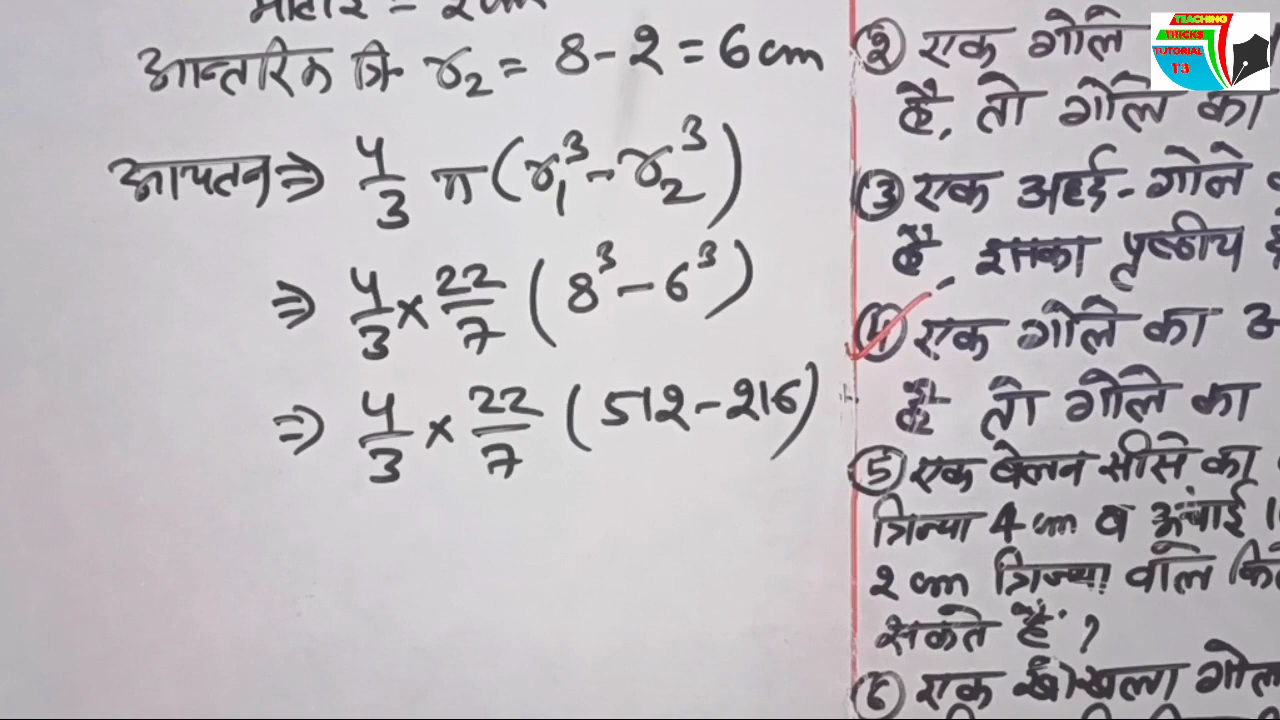 मोटाई = 2cm
आन्तरिक त्रि. r₂ = 8 - 2 = 6cm
आयतन ⇒ 4/3 π (r₁³ - r₂³)
⇒ 4/3 × 22/7 ( 8³ - 6³ )
⇒ 4/3 × 22/7 ( 512 - 216 )
② एक गोले
है, तो गोले का
③ एक अर्द्ध-गोले
है, इसका पृष्ठीय
④ एक गोले का
है तो गोले का
⑤ एक बेलन सीसे का
त्रिज्या 4 cm व ऊंचाई
2 cm त्रिज्या वाले
सकते हैं ?
⑥ एक खोखला गोला
TEACHING
TRICKS
TUTORIAL
T3